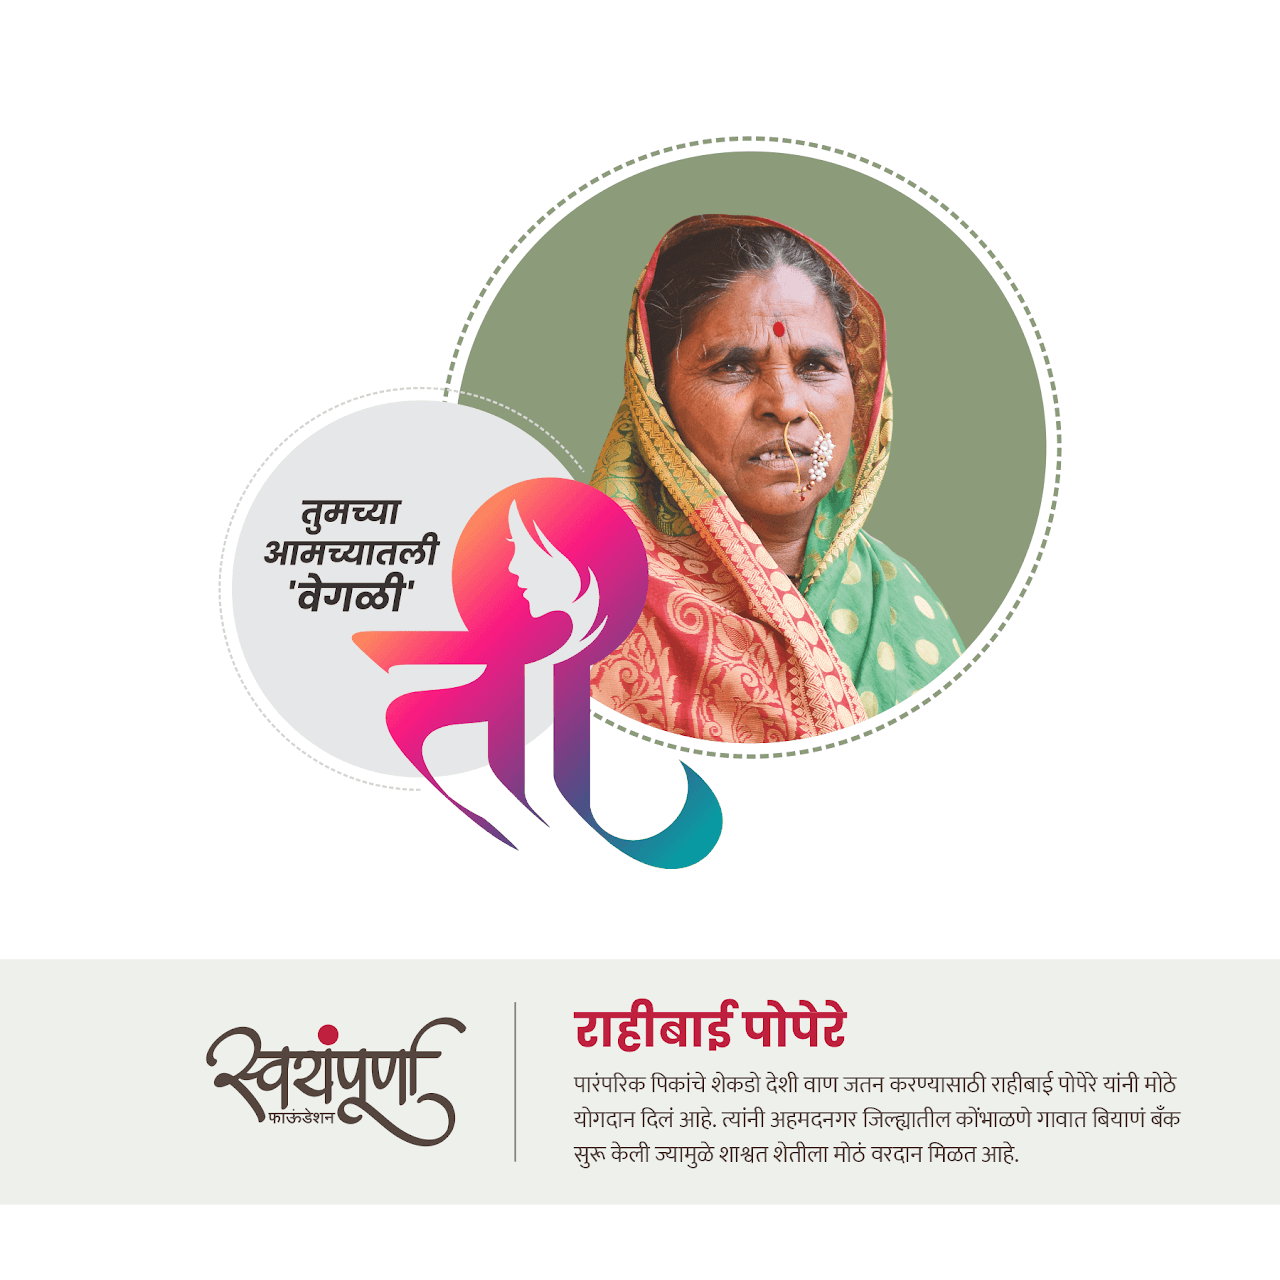 तुमच्या
आमच्यातली
'वेगळी'
ती
स्वयंपूर्णा
फाऊंडेशन
राहीबाई पोपेरे
पारंपरिक पिकांचे शेकडो देशी वाण जतन करण्यासाठी राहीबाई पोपेरे यांनी मोठे
योगदान दिलं आहे. त्यांनी अहमदनगर जिल्ह्यातील कोंभाळणे गावात बियाणं बँक
सुरू केली ज्यामुळे शाश्वत शेतीला मोठं वरदान मिळत आहे.